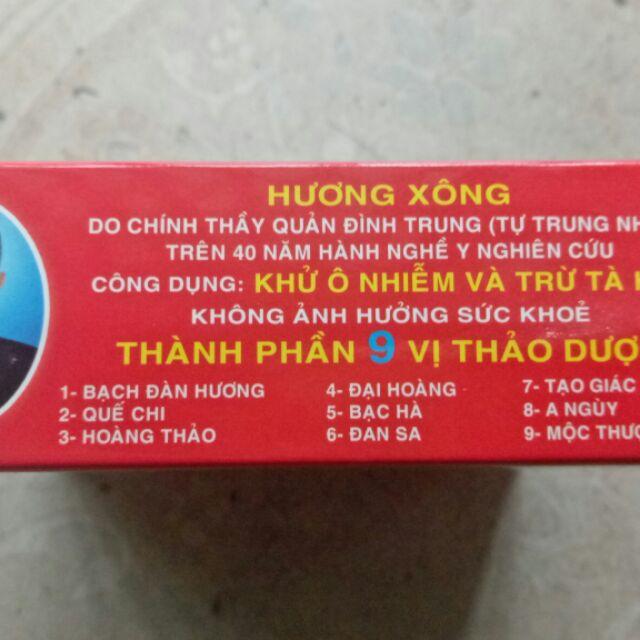 HƯƠNG XÔNG
DO CHÍNH THẦY QUẢN ĐÌNH TRUNG (TỰ TRUNG
TRÊN 40 NĂM HÀNH NGHỀ Y NGHIÊN CỨU
CÔNG DỤNG: KHỬ Ô NHIỄM VÀ TRỪ TÀ
KHÔNG ẢNH HƯỞNG SỨC KHOẺ
THÀNH PHẦN 9 VỊ THẢO
1- BẠCH ĐÀN HƯƠNG
2- QUẾ CHI
3- HOÀNG THẢO
4- ĐẠI HOÀNG
5- BẠC HÀ
6- ĐAN SA
7- TẠO GIÁC
8- A NGÙY
9- MỘC